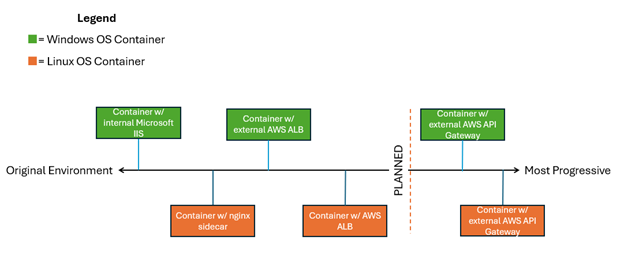 Legend
= Windows OS Container
= Linux OS Container
Container w/
internal Microsoft
IIS
Container w/
external AWS ALB
Container w/
external AWS API
Gateway
Original Environment
PLANNED
Most Progressive
Container w/ nginx
sidecar
Container w/ AWS
ALB
Container w/
external AWS API
Gateway